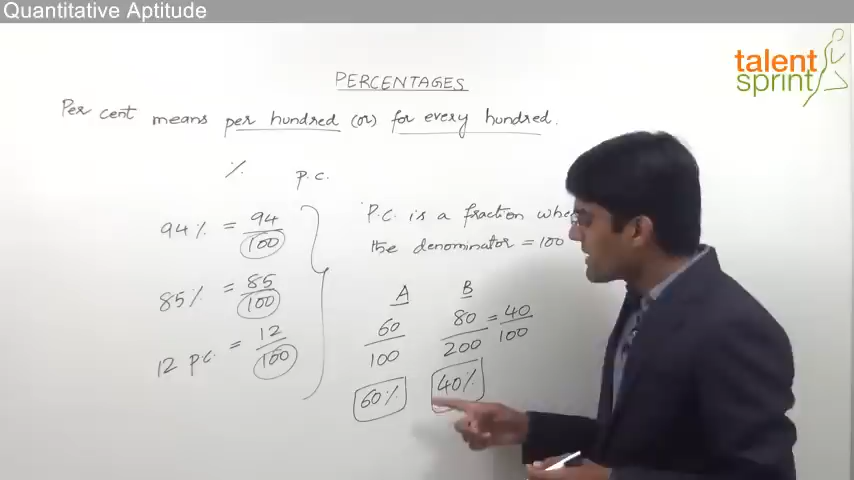 Quantitative Aptitude
talent
sprint
PERCENTAGES
Per cent means per hundred (or) for every hundred.
% P.C.
94% = 94/100
85% = 85/100
12 pc. = 12/100
P.C. is a fraction
the denominator = 100
A B
60/100 80/200 = 40/100
60% 40%